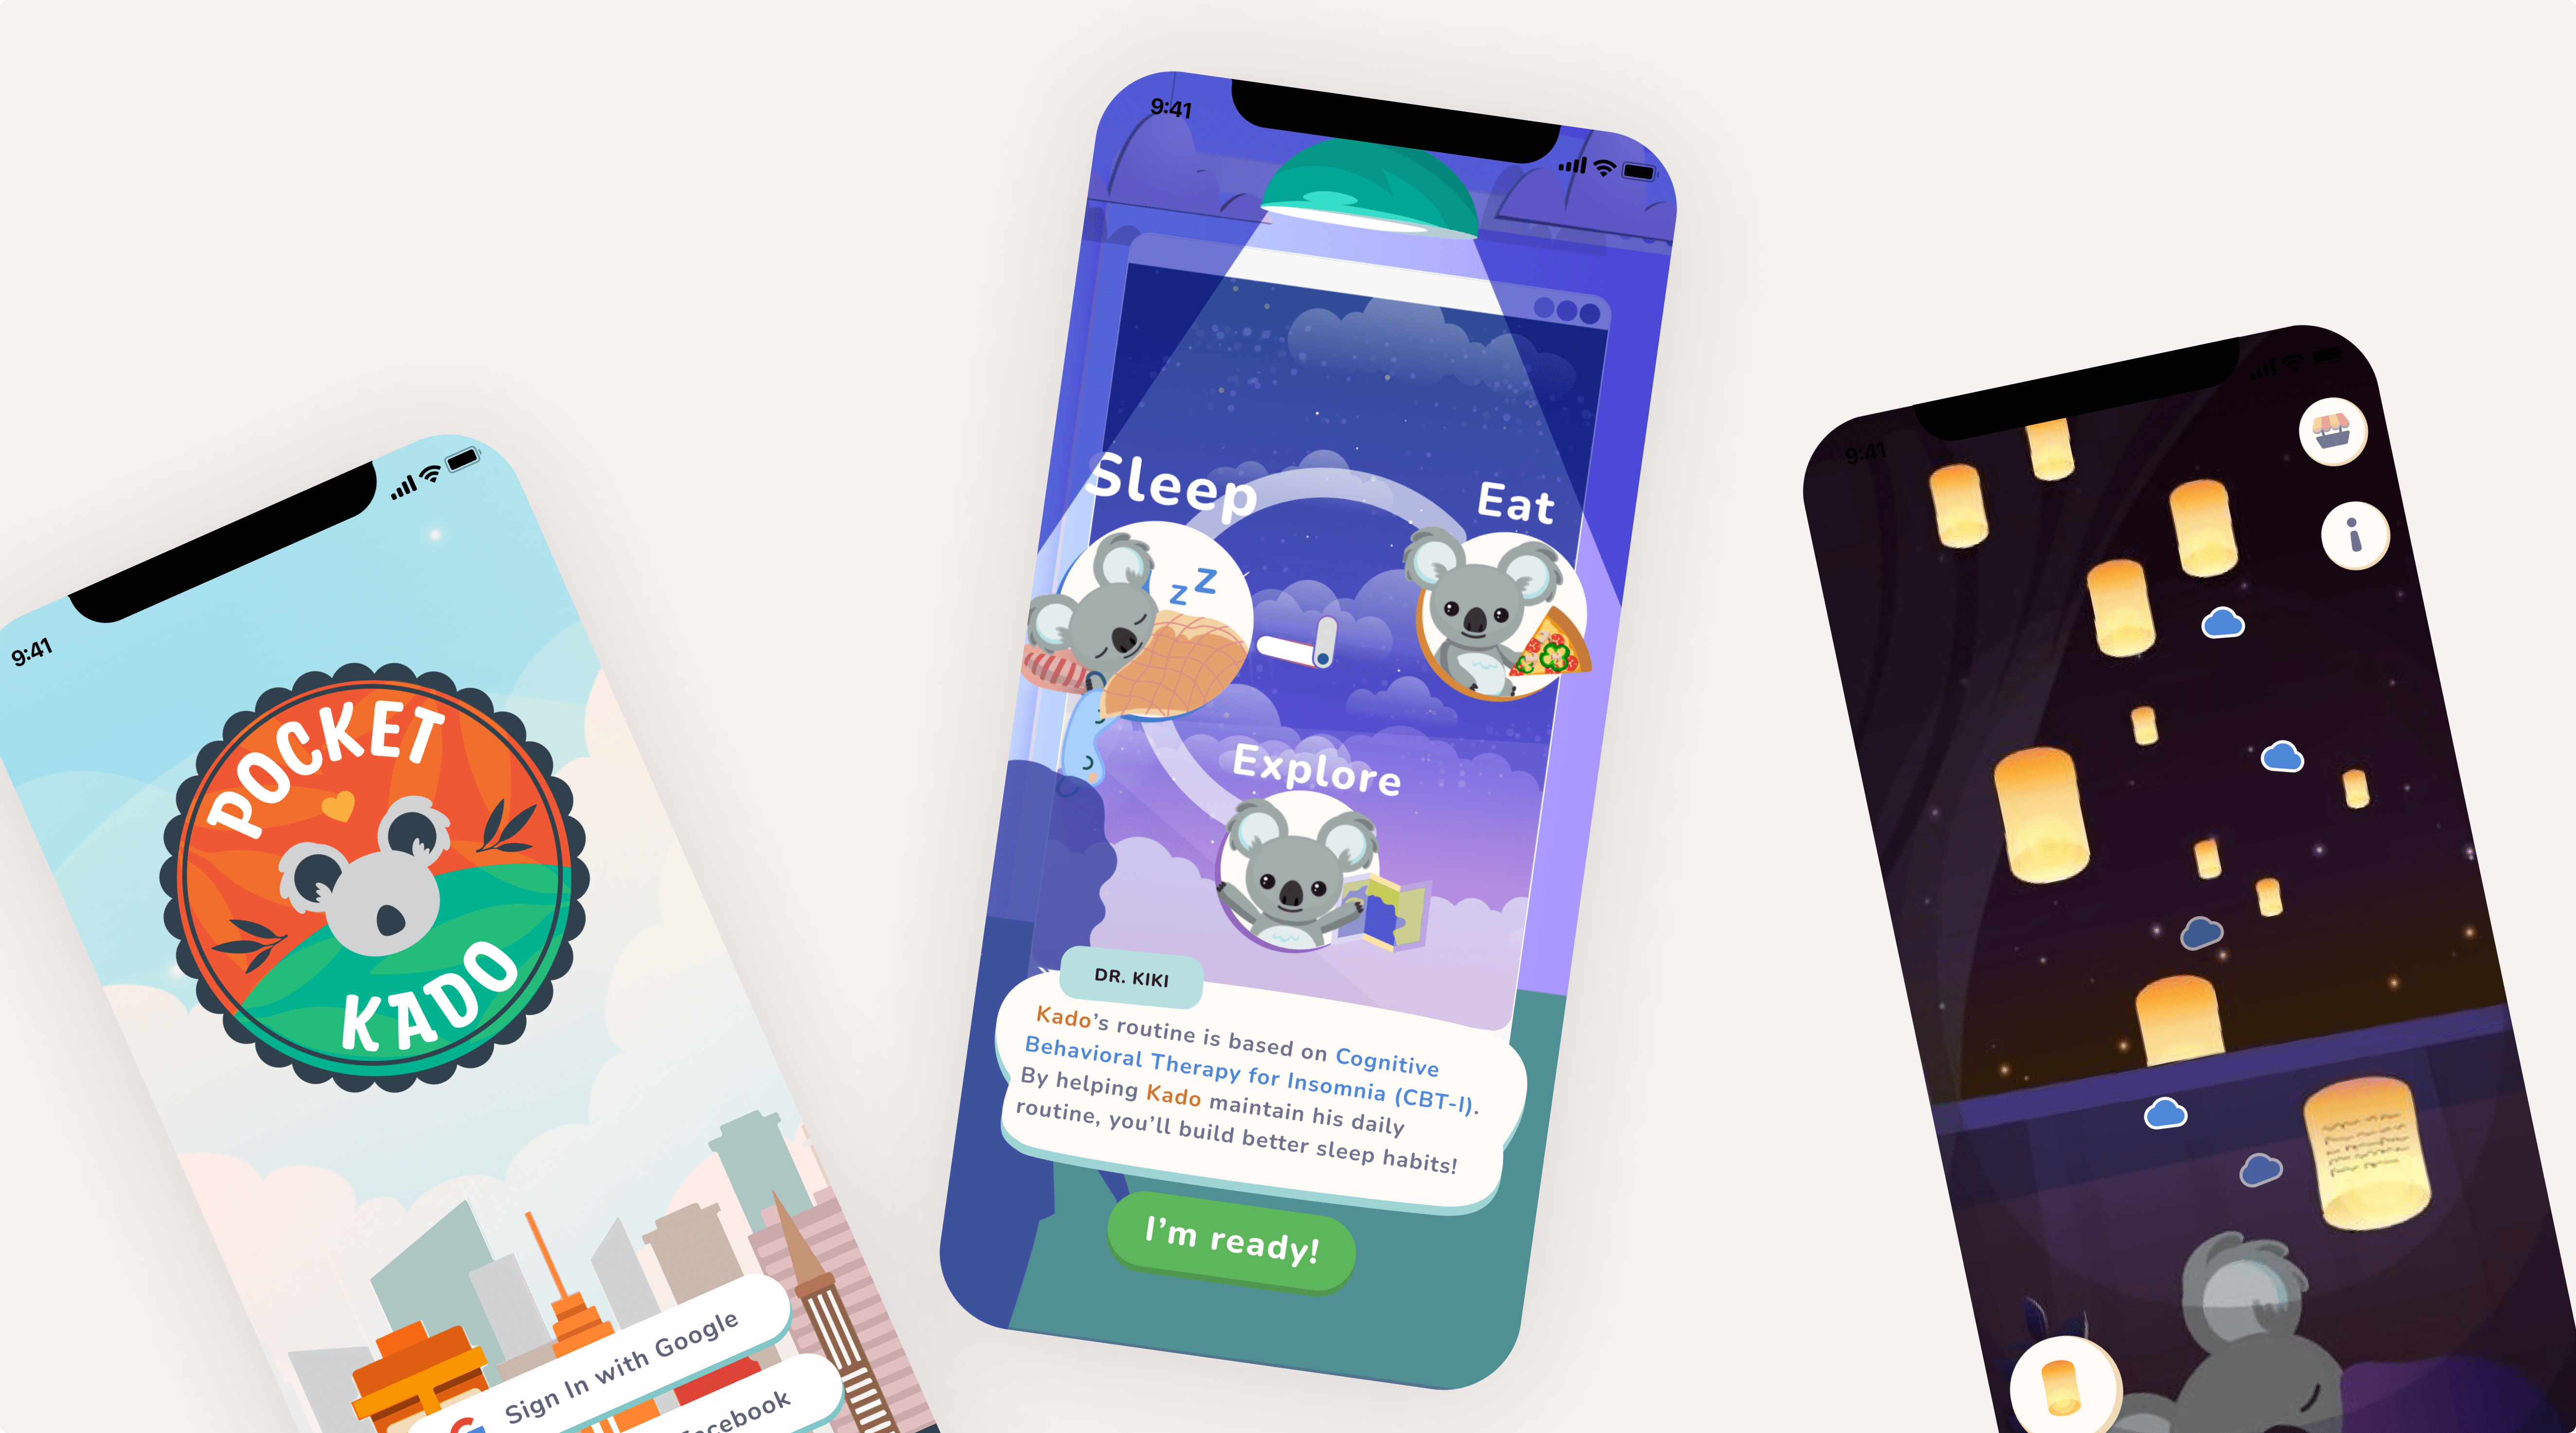 9:41
POCKET
KADO
Sign In with Google
9:41
Sleep
z Z
Eat
Explore
DR. KIKI
Kado’s routine is based on Cognitive
Behavioral Therapy for Insomnia (CBT-I).
By helping Kado maintain his daily
routine, you’ll build better sleep habits!
I’m ready!
9:41